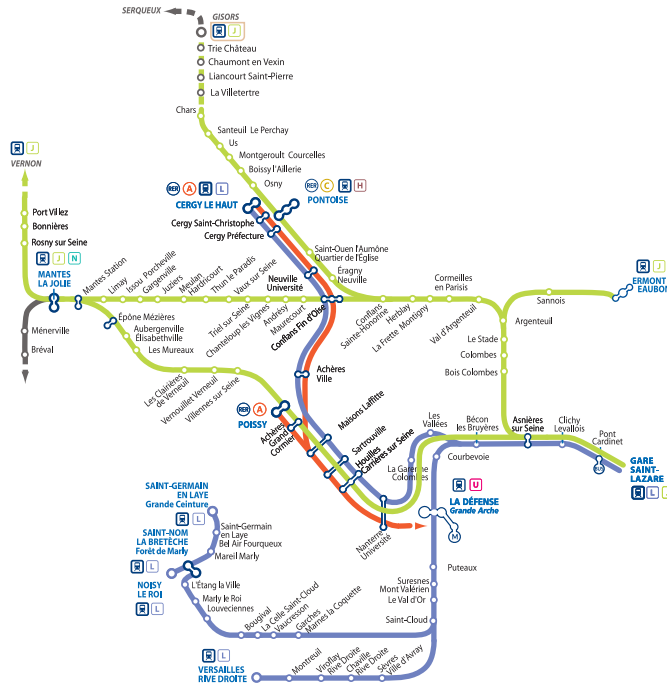 SERQUEUX
GISORS
J
Trie Château
Chaumont en Vexin
Liancourt Saint-Pierre
La Villetertre
Chars
Santeuil Le Perchay
Us
Montgeroult Courcelles
Boissy l'Aillerie
Osny
J
VERNON
RER A L
CERGY LE HAUT
RER C H
PONTOISE
Port Villez
Bonnières
Rosny sur Seine
Cergy Saint-Christophe
Cergy Préfecture
Saint-Ouen l'Aumône
Quartier de l'Église
Éragny
Neuville
J N
MANTES
LA JOLIE
Mantes Station
Limay
Issou Porcheville
Gargenville
Juziers
Meulan
Hardricourt
Thun le Paradis
Vaux sur Seine
Neuville
Université
Triel sur Seine
Chanteloup les Vignes
Andrésy
Maurecourt
Conflans Fin d'Oise
Conflans
Sainte-Honorine
Herblay
La Frette Montigny
Cormeilles
en Parisis
Val d'Argenteuil
Argenteuil
Sannois
J
ERMONT
EAUBON
Ménerville
Bréval
Épône Mézières
Aubergenville
Élisabethville
Les Mureaux
Les Clairières
de Verneuil
Vernouillet Verneuil
Villennes sur Seine
Le Stade
Colombes
Bois Colombes
Achères
Ville
RER A
POISSY
Achères
Grand
Cormier
Maisons Laffitte
Sartrouville
Houilles
Carrières sur Seine
Les
Vallées
La Garenne
Colombes
Bécon
les Bruyères
Courbevoie
Asnières
sur Seine
Clichy
Levallois
Pont
Cardinet
BUS
GARE
SAINT-
LAZARE
L
Nanterre
Université
U
LA DÉFENSE
Grande Arche
M
SAINT-GERMAIN
EN LAYE
Grande Ceinture
L
Saint-Germain
en Laye
Bel Air Fourqueux
Mareil Marly
SAINT-NOM
LA BRETÈCHE
Forêt de Marly
L
NOISY
LE ROI
L
L'Étang la Ville
Marly le Roi
Louveciennes
Bougival
La Celle Saint-Cloud
Vaucresson
Garches
Marnes la Coquette
Puteaux
Suresnes
Mont Valérien
Le Val d'Or
Saint-Cloud
L
VERSAILLES
RIVE DROITE
Montreuil
Viroflay
Rive Droite
Chaville
Rive Droite
Sèvres
Ville d'Avray